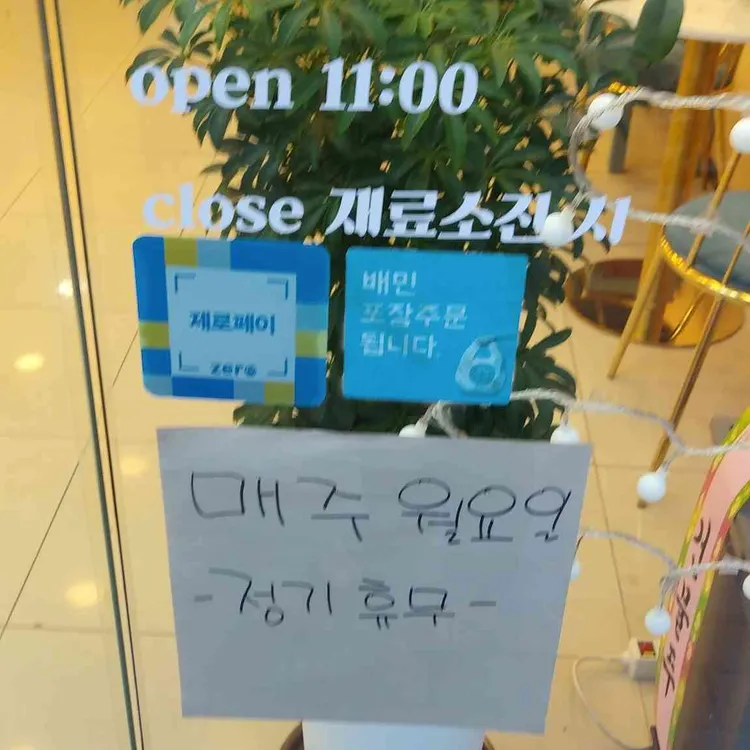 open 11:00
close 재료소진 시
제로페이
zero
배민
포장주문
됩니다.
매주 월요일
-정기휴무-